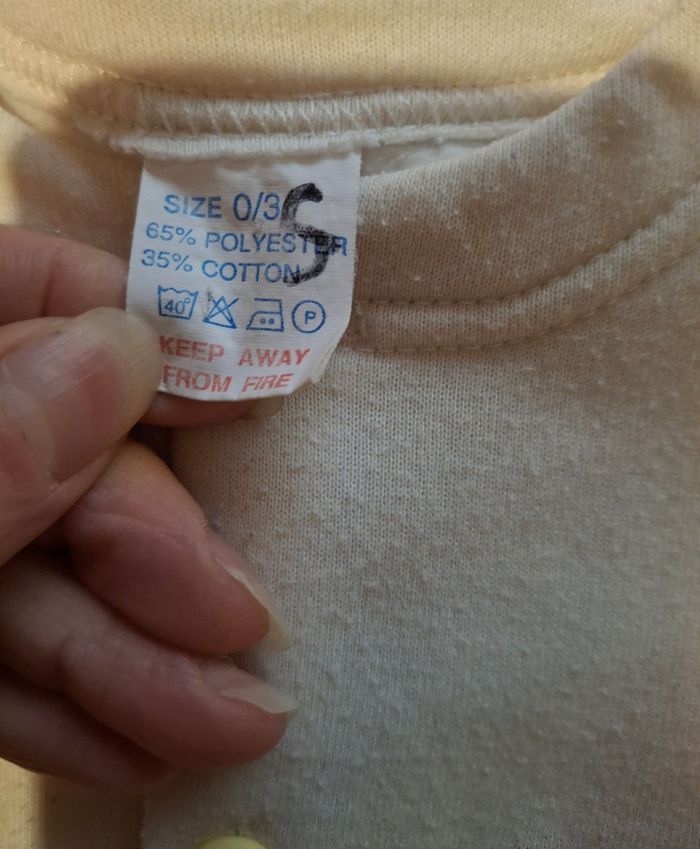 SIZE 0/3 S
65% POLYESTER
35% COTTON
40° P
KEEP AWAY
FROM FIRE